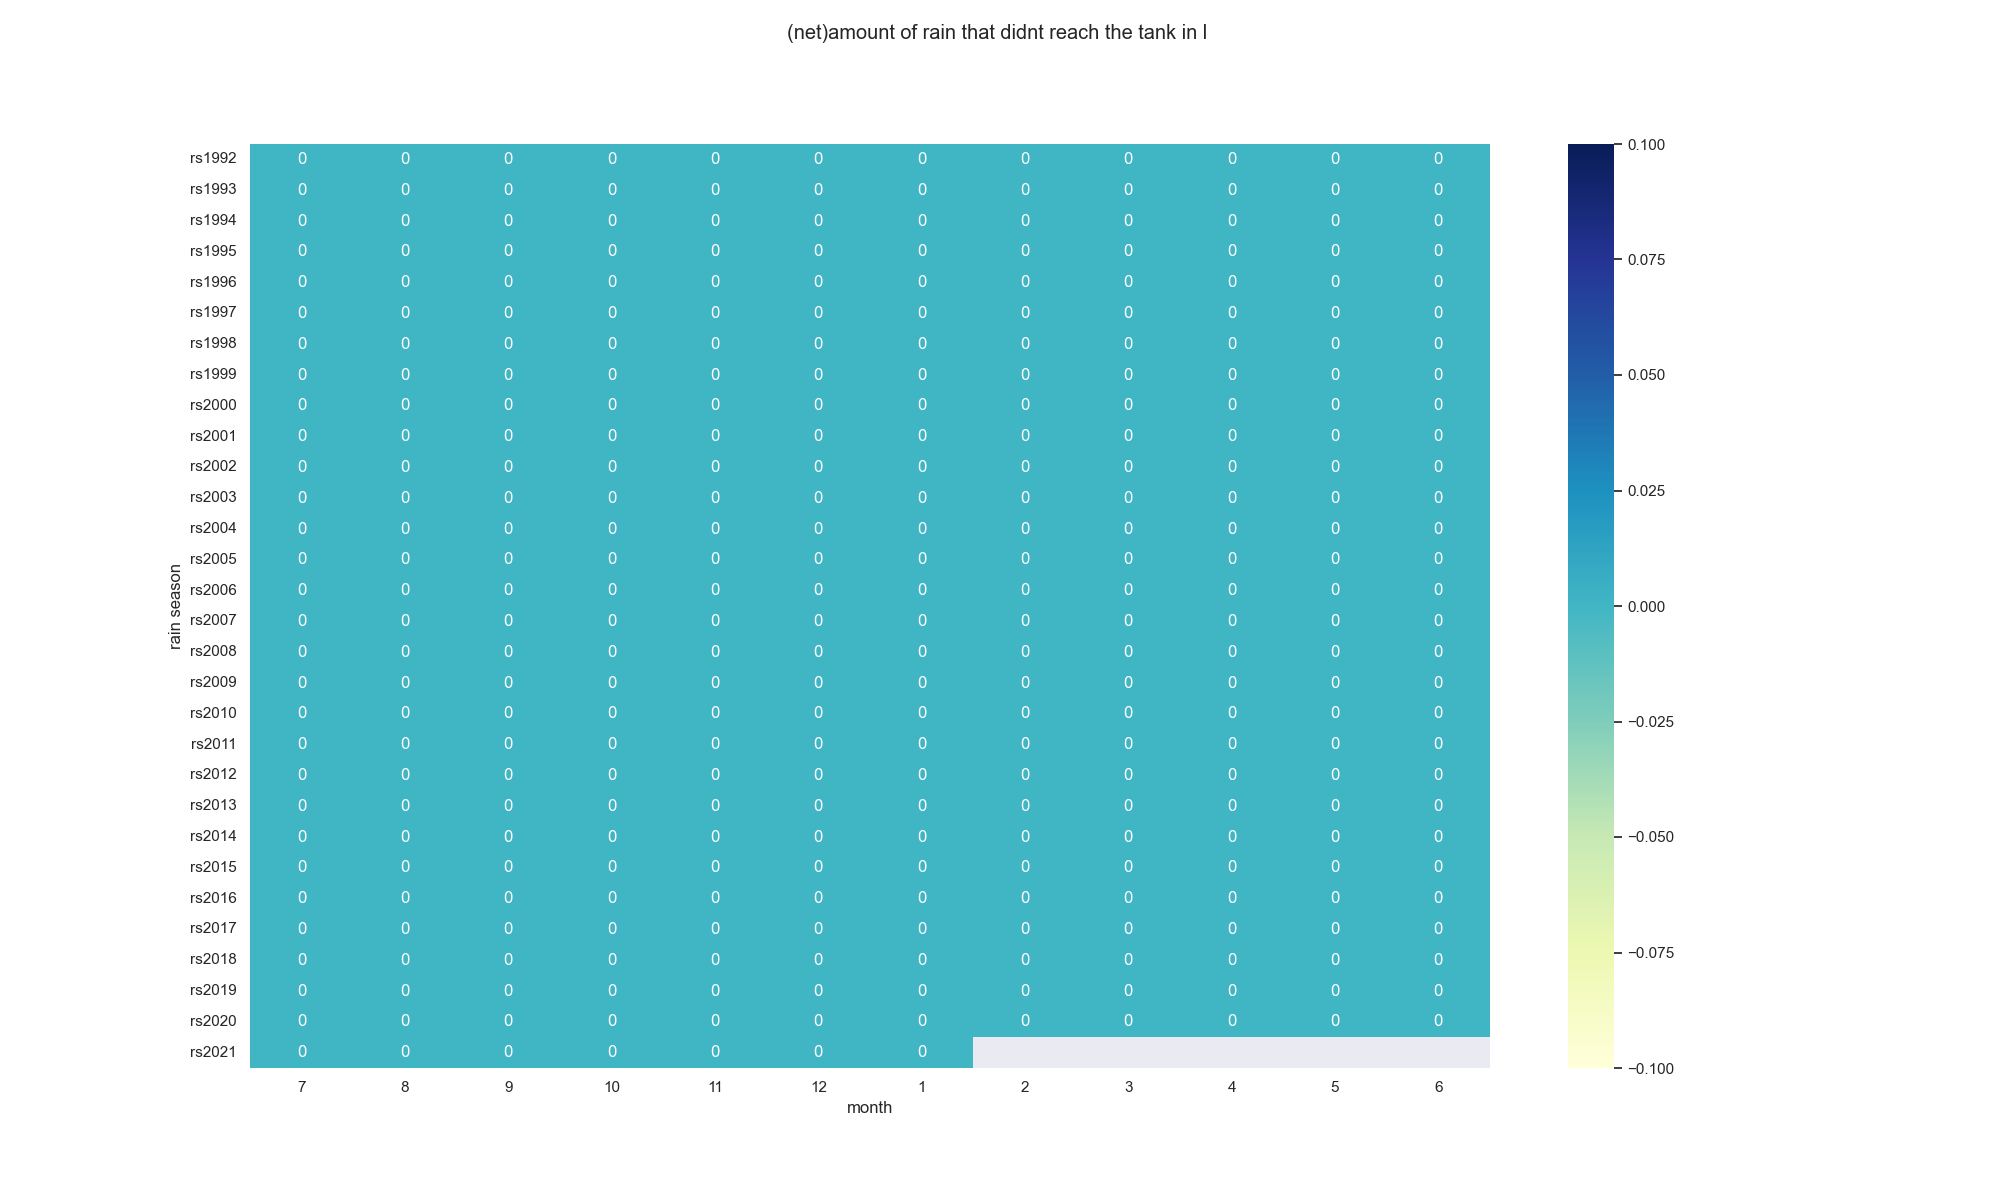 (net)amount of rain that didnt reach the tank in l
rs1992 0 0 0 0 0 0 0 0 0 0 0 0 0.100
rs1993 0 0 0 0 0 0 0 0 0 0 0 0
rs1994 0 0 0 0 0 0 0 0 0 0 0 0
rs1995 0 0 0 0 0 0 0 0 0 0 0 0 0.075
rs1996 0 0 0 0 0 0 0 0 0 0 0 0
rs1997 0 0 0 0 0 0 0 0 0 0 0 0
rs1998 0 0 0 0 0 0 0 0 0 0 0 0
rs1999 0 0 0 0 0 0 0 0 0 0 0 0 0.050
rs2000 0 0 0 0 0 0 0 0 0 0 0 0
rs2001 0 0 0 0 0 0 0 0 0 0 0 0
rs2002 0 0 0 0 0 0 0 0 0 0 0 0
rs2003 0 0 0 0 0 0 0 0 0 0 0 0 0.025
rs2004 0 0 0 0 0 0 0 0 0 0 0 0
rs2005 0 0 0 0 0 0 0 0 0 0 0 0
rs2006 0 0 0 0 0 0 0 0 0 0 0 0
rain season
0.000
rs2007 0 0 0 0 0 0 0 0 0 0 0 0
rs2008 0 0 0 0 0 0 0 0 0 0 0 0
rs2009 0 0 0 0 0 0 0 0 0 0 0 0
rs2010 0 0 0 0 0 0 0 0 0 0 0 0 −0.025
rs2011 0 0 0 0 0 0 0 0 0 0 0 0
rs2012 0 0 0 0 0 0 0 0 0 0 0 0
rs2013 0 0 0 0 0 0 0 0 0 0 0 0
rs2014 0 0 0 0 0 0 0 0 0 0 0 0 −0.050
rs2015 0 0 0 0 0 0 0 0 0 0 0 0
rs2016 0 0 0 0 0 0 0 0 0 0 0 0
rs2017 0 0 0 0 0 0 0 0 0 0 0 0
rs2018 0 0 0 0 0 0 0 0 0 0 0 0 −0.075
rs2019 0 0 0 0 0 0 0 0 0 0 0 0
rs2020 0 0 0 0 0 0 0 0 0 0 0 0
rs2021 0 0 0 0 0 0 0
−0.100
7 8 9 10 11 12 1 2 3 4 5 6
month